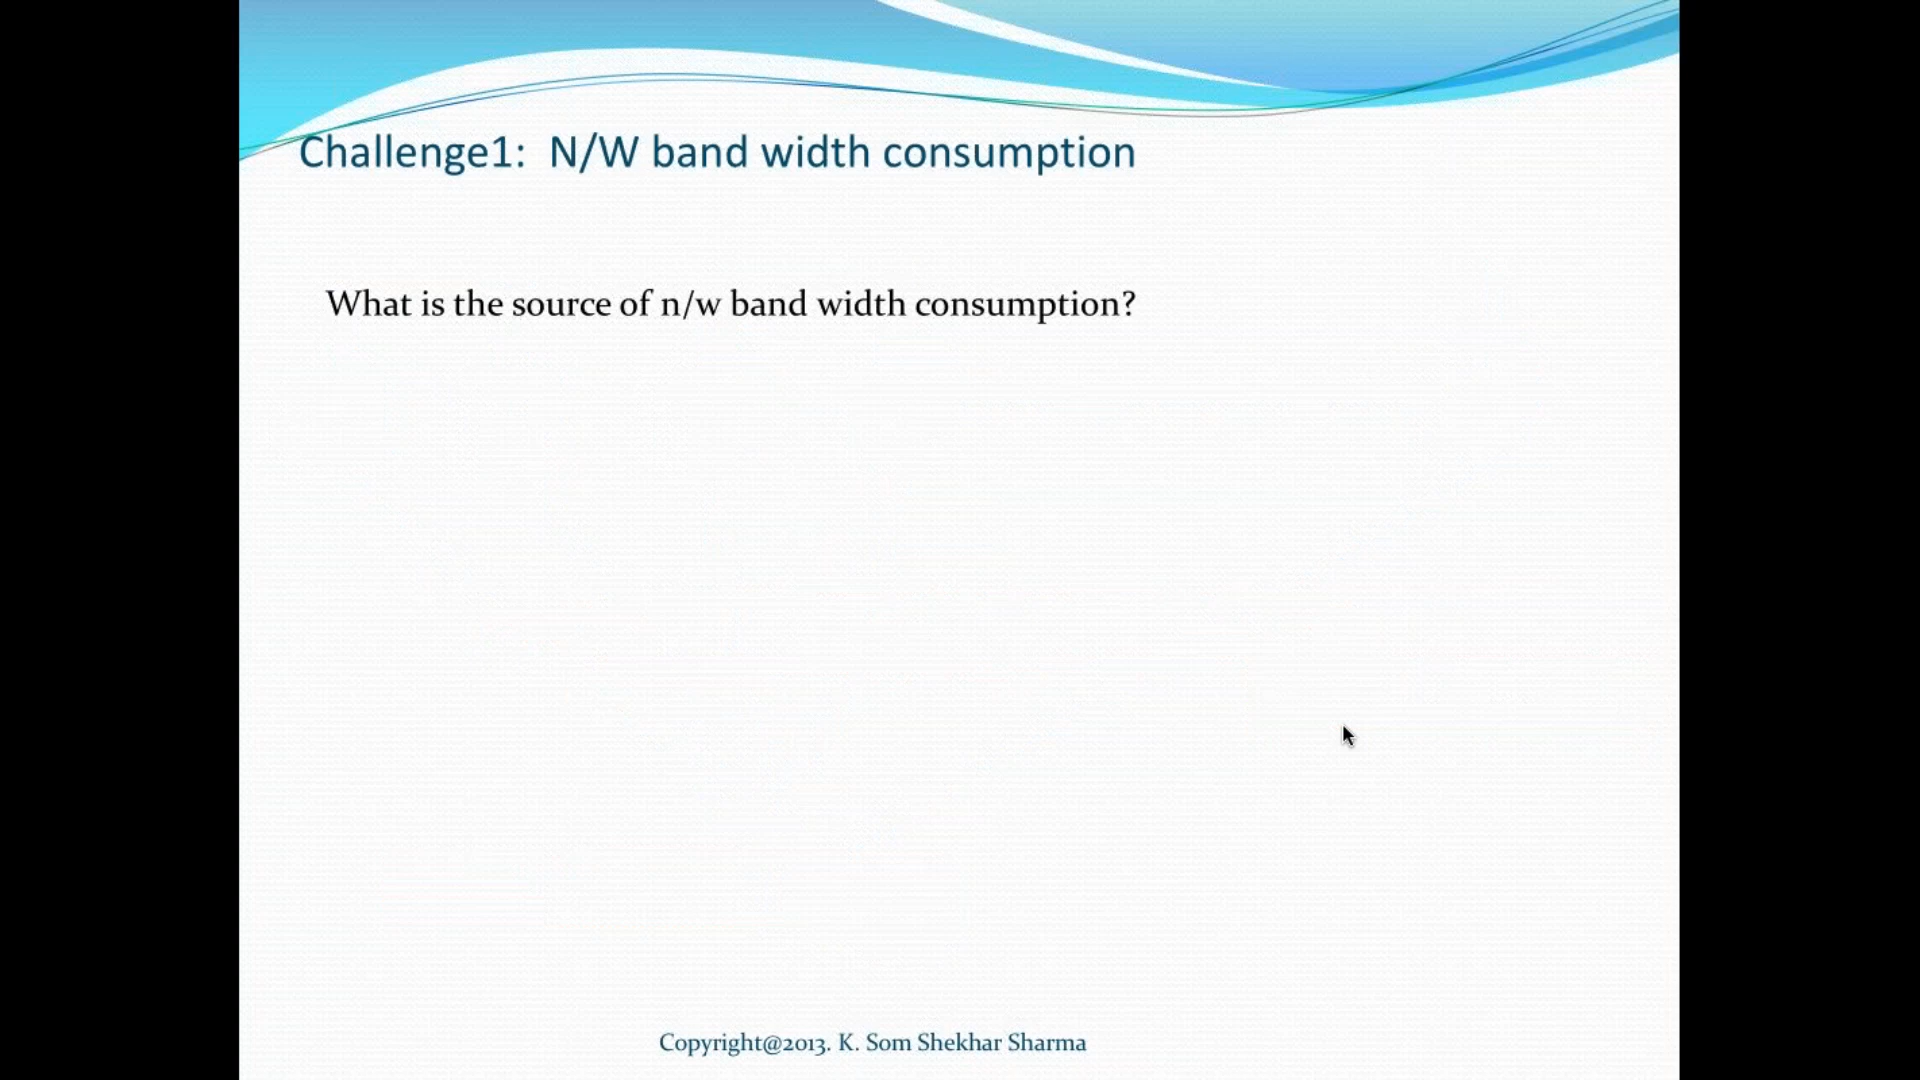 Challenge1:  N/W band width consumption
What is the source of n/w band width consumption?
Copyright@2013. K. Som Shekhar Sharma